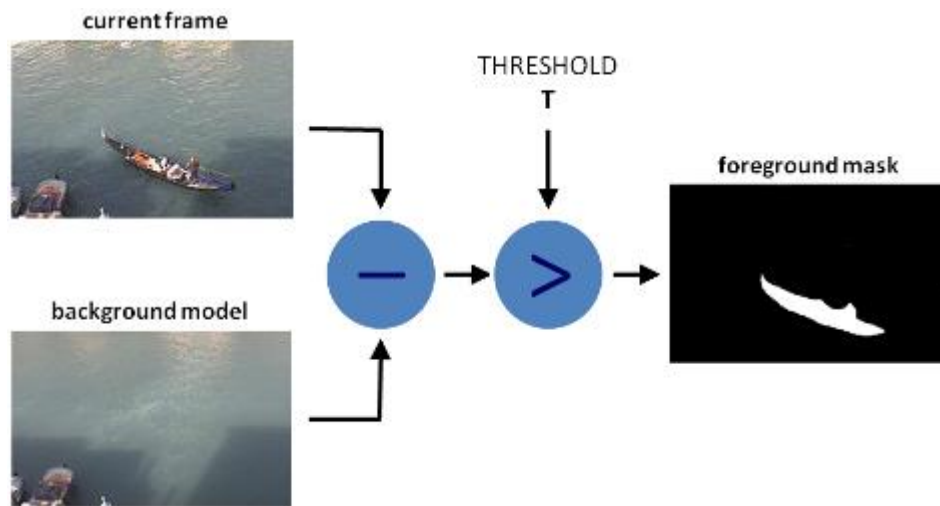 current frame
THRESHOLD
T
foreground mask
background model